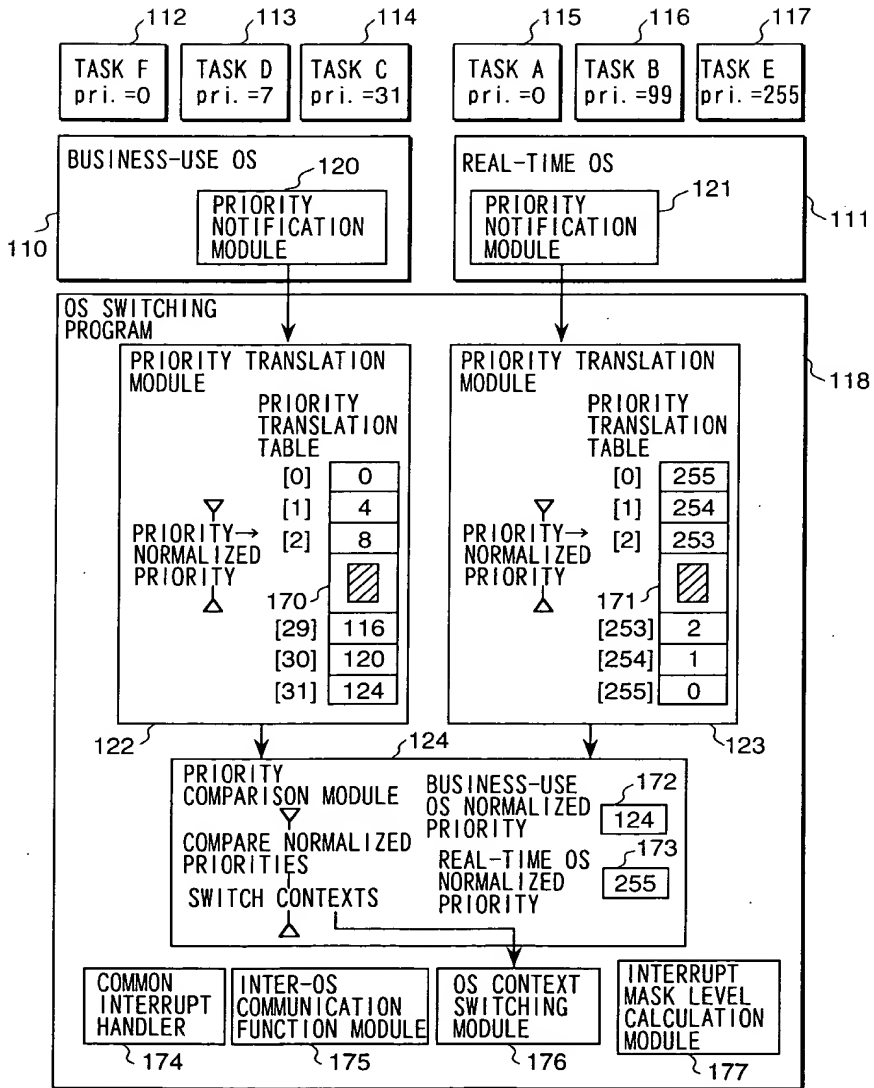 112
113
114
115
116
117
TASK F
pri.=0
TASK D
pri.=7
TASK C
pri.=31
TASK A
pri.=0
TASK B
pri.=99
TASK E
pri.=255
BUSINESS-USE OS
120
PRIORITY
NOTIFICATION
MODULE
110
REAL-TIME OS
121
PRIORITY
NOTIFICATION
MODULE
111
OS SWITCHING
PROGRAM
118
PRIORITY TRANSLATION
MODULE
PRIORITY
TRANSLATION
TABLE
[0] 0
[1] 4
[2] 8
PRIORITY→
NORMALIZED
PRIORITY
170
[29] 116
[30] 120
[31] 124
122
PRIORITY TRANSLATION
MODULE
PRIORITY
TRANSLATION
TABLE
[0] 255
[1] 254
[2] 253
PRIORITY→
NORMALIZED
PRIORITY
171
[253] 2
[254] 1
[255] 0
123
124
PRIORITY
COMPARISON MODULE
COMPARE NORMALIZED
PRIORITIES
SWITCH CONTEXTS
BUSINESS-USE
OS NORMALIZED
PRIORITY
172
124
REAL-TIME OS
NORMALIZED
PRIORITY
173
255
COMMON
INTERRUPT
HANDLER
174
INTER-OS
COMMUNICATION
FUNCTION MODULE
175
OS CONTEXT
SWITCHING
MODULE
176
INTERRUPT
MASK LEVEL
CALCULATION
MODULE
177